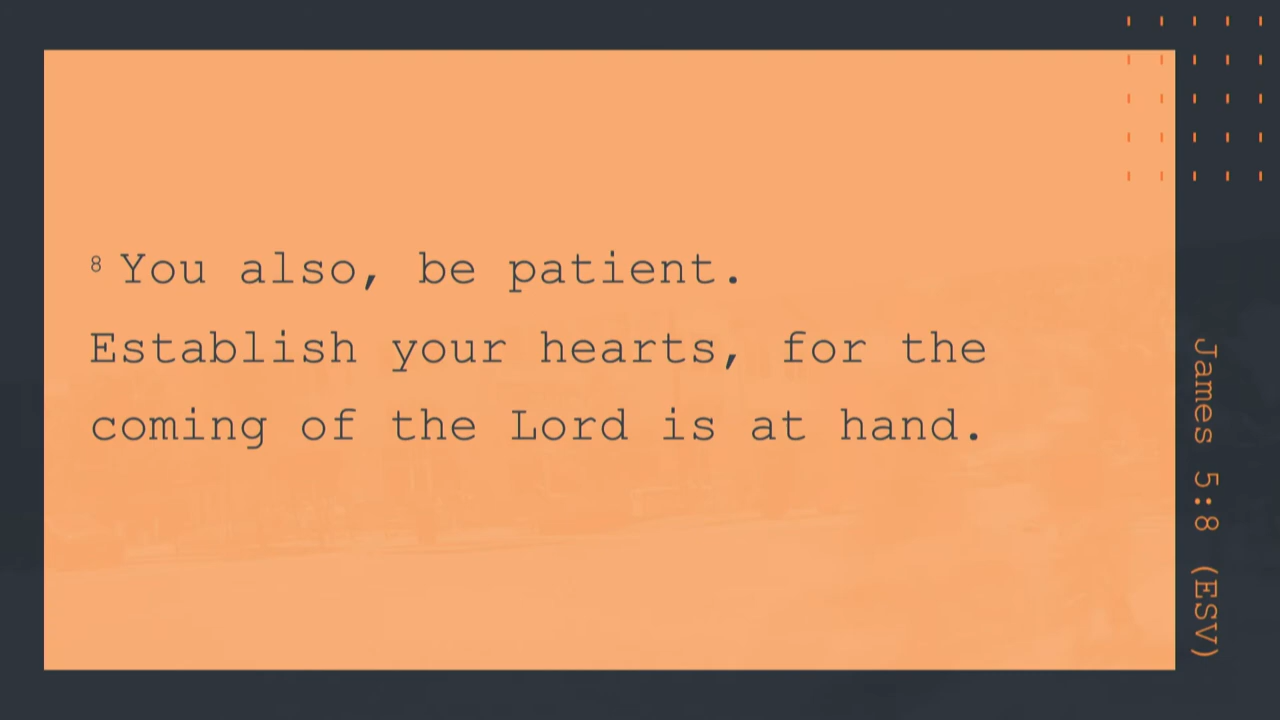 8 You also, be patient.
Establish your hearts, for the
coming of the Lord is at hand.
James 5:8 (ESV)